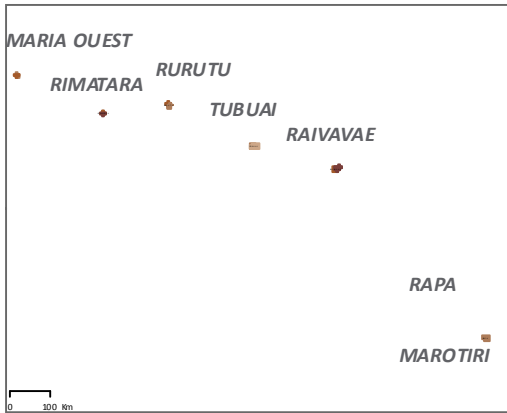 MARIA OUEST
RURUTU
RIMATARA
TUBUAI
RAIVAVAE
RAPA
MAROTIRI
0 100 Km